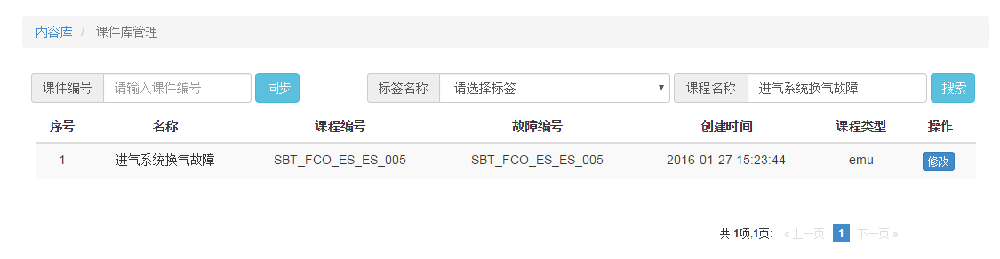 内容库 / 课件库管理
课件编号 请输入课件编号 同步 标签名称 请选择标签 课程名称 进气系统换气故障 搜索
序号 名称 课程编号 故障编号 创建时间 课程类型 操作
1 进气系统换气故障 SBT_FCO_ES_ES_005 SBT_FCO_ES_ES_005 2016-01-27 15:23:44 emu 修改
共 1项,1页: « 上一页 1 下一页 »